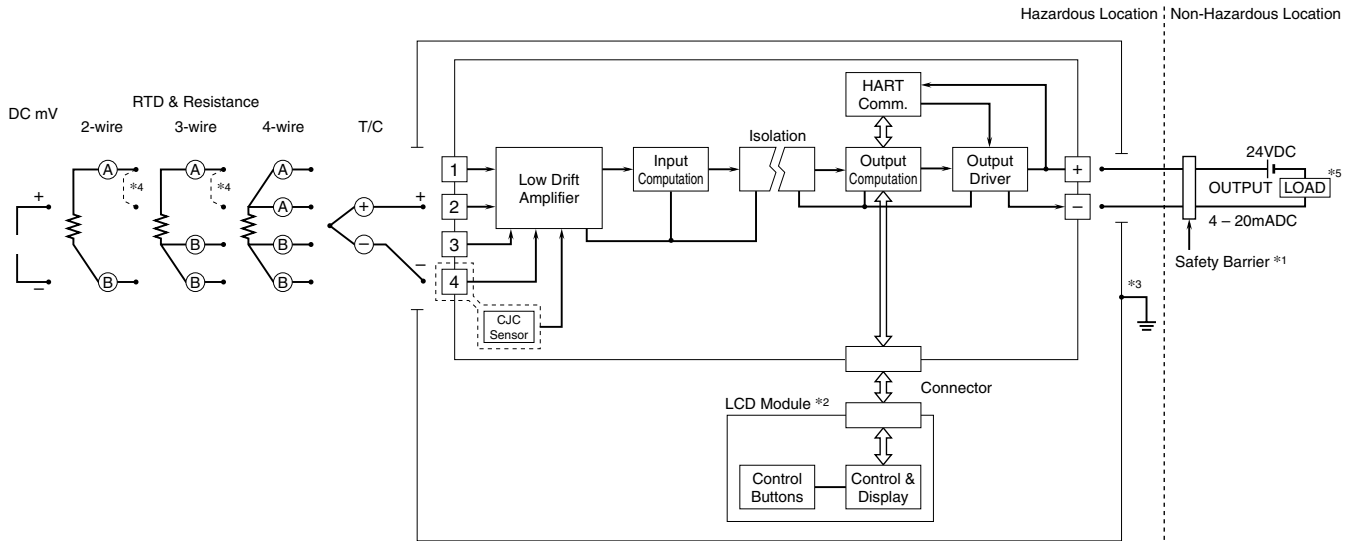 Hazardous Location
Non-Hazardous Location
DC mV
RTD & Resistance
2-wire
3-wire
4-wire
T/C
+
–
A
*4
B
A
*4
B
B
A
A
B
B
+
–
+
–
1
2
3
4
CJC
Sensor
Low Drift
Amplifier
Input
Computation
Isolation
HART
Comm.
Output
Computation
Output
Driver
+
–
24VDC
OUTPUT
LOAD
*5
4 – 20mADC
Safety Barrier *1
*3
Connector
LCD Module *2
Control
Buttons
Control &
Display